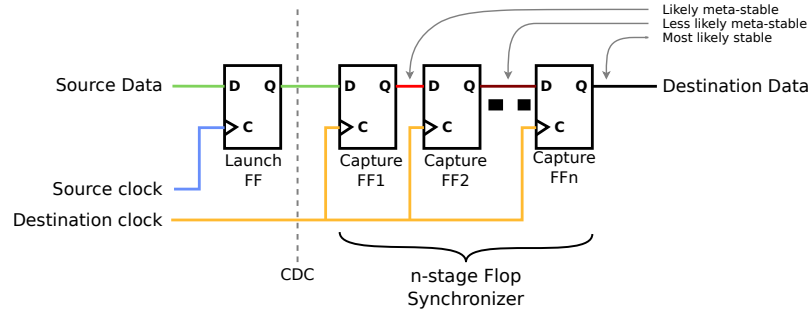 Likely meta-stable
Less likely meta-stable
Most likely stable
Source Data
D Q
D Q
D Q
D Q
Destination Data
C
C
C
C
Launch
FF
Capture
FF1
Capture
FF2
Capture
FFn
Source clock
Destination clock
CDC
n-stage Flop
Synchronizer